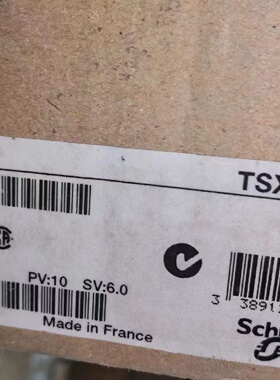 TSX
PV:10 SV:6.0
3 3891
Made in France
Sch